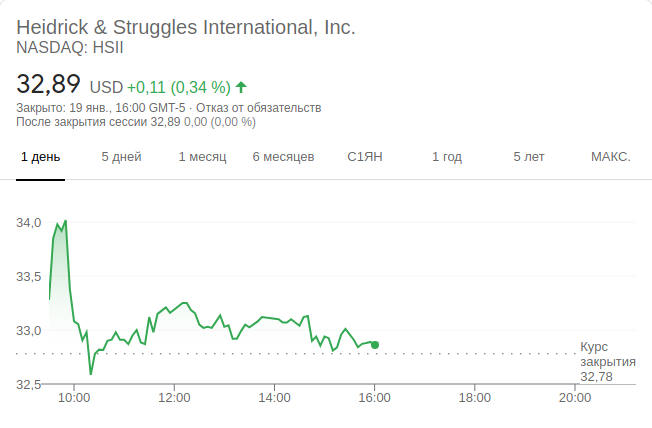 Heidrick & Struggles International, Inc.
NASDAQ: HSII
32,89 USD +0,11 (0,34 %)
Закрыто: 19 янв., 16:00 GMT-5 · Отказ от обязательств
После закрытия сессии 32,89 0,00 (0,00 %)
1 день 5 дней 1 месяц 6 месяцев С1ЯН 1 год 5 лет МАКС.
34,0
33,5
33,0
Курс
закрытия
32,78
32,5
10:00 12:00 14:00 16:00 18:00 20:00